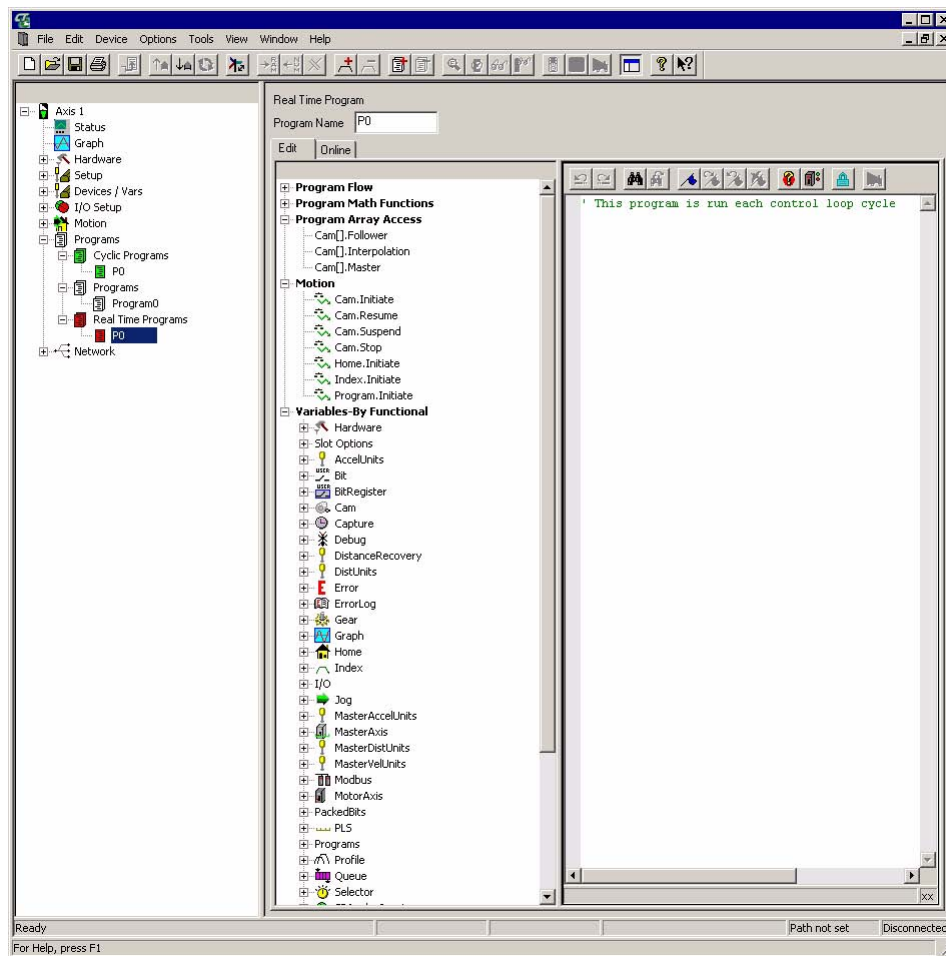 File Edit Device Options Tools View Window Help
Axis 1
Status
Graph
Hardware
Setup
Devices / Vars
I/O Setup
Motion
Programs
Cyclic Programs
P0
Programs
Program0
Real Time Programs
P0
Network
Real Time Program
Program Name P0
Edit Online
Program Flow
Program Math Functions
Program Array Access
Cam[].Follower
Cam[].Interpolation
Cam[].Master
Motion
Cam.Initiate
Cam.Resume
Cam.Suspend
Cam.Stop
Home.Initiate
Index.Initiate
Program.Initiate
Variables-By Functional
Hardware
Slot Options
AccelUnits
USER Bit
USER BitRegister
Cam
Capture
Debug
DistanceRecovery
DistUnits
Error
ErrorLog
Gear
Graph
Home
Index
I/O
Jog
MasterAccelUnits
MasterAxis
MasterDistUnits
MasterVelUnits
Modbus
MotorAxis
PackedBits
PLS
Programs
Profile
Queue
Selector
' This program is run each control loop cycle
xx
Ready Path not set Disconnected
For Help, press F1